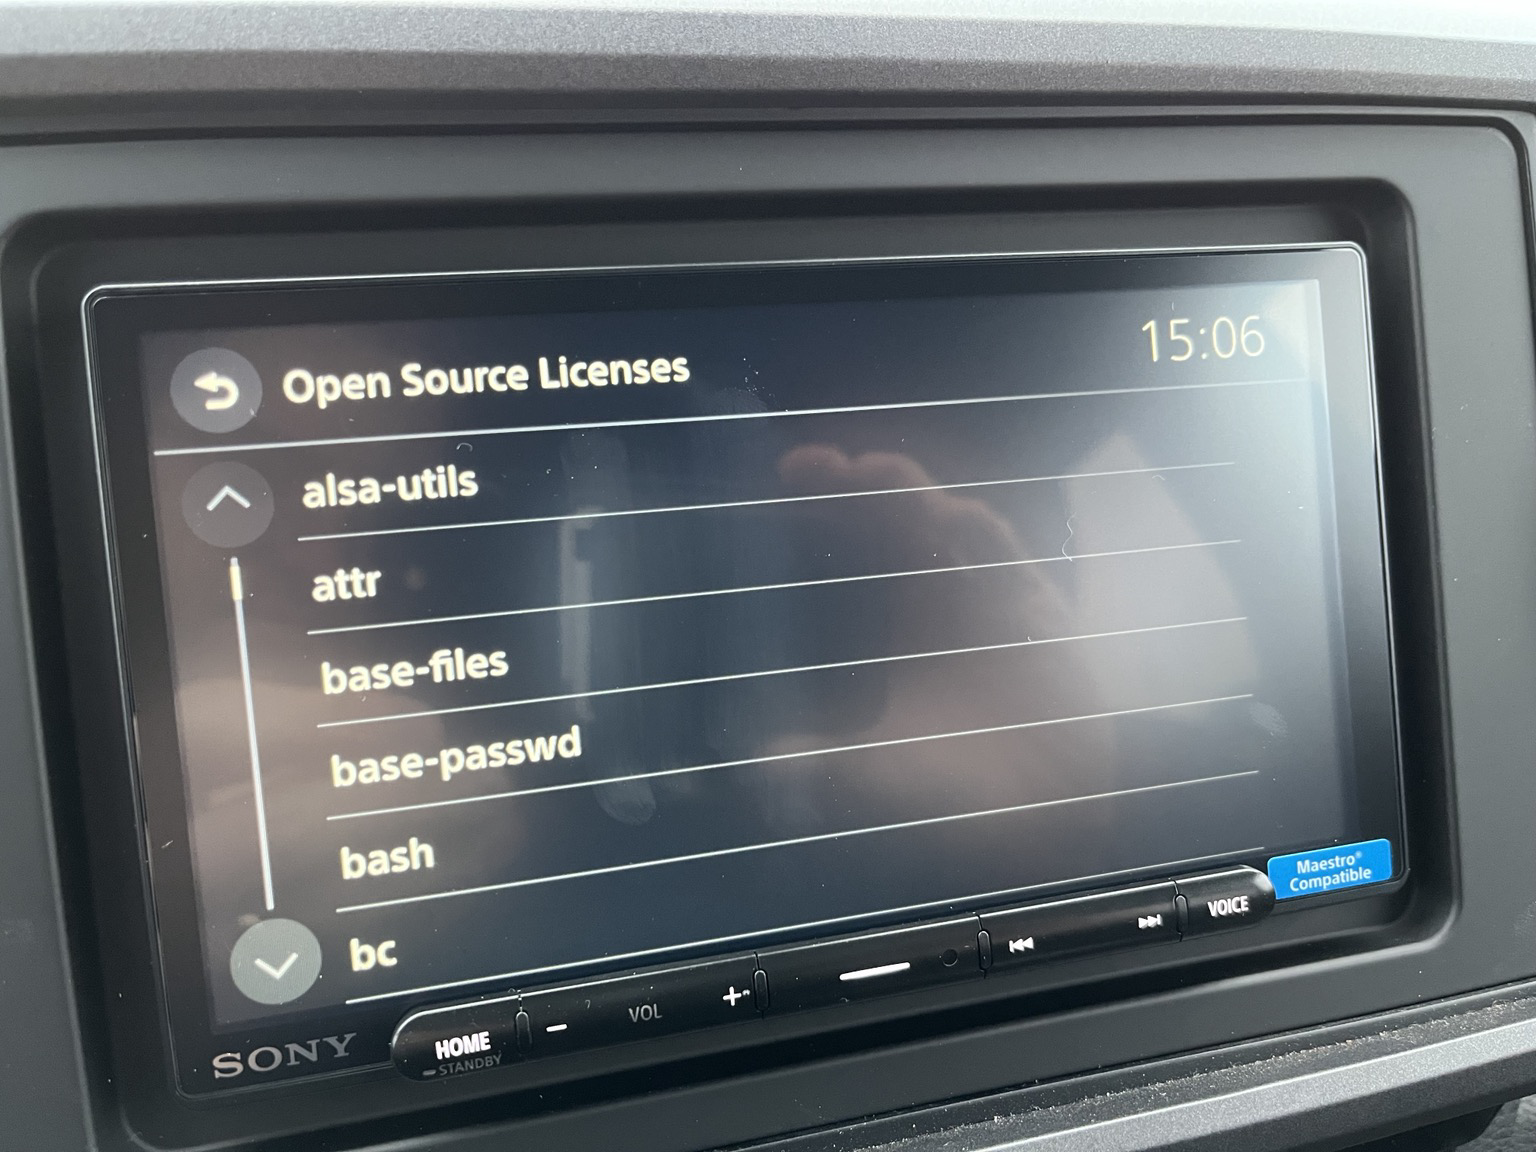 Open Source Licenses
15:06
alsa-utils
attr
base-files
base-passwd
bash
bc
SONY
HOME
STANDBY
VOL
VOICE
Maestro®
Compatible